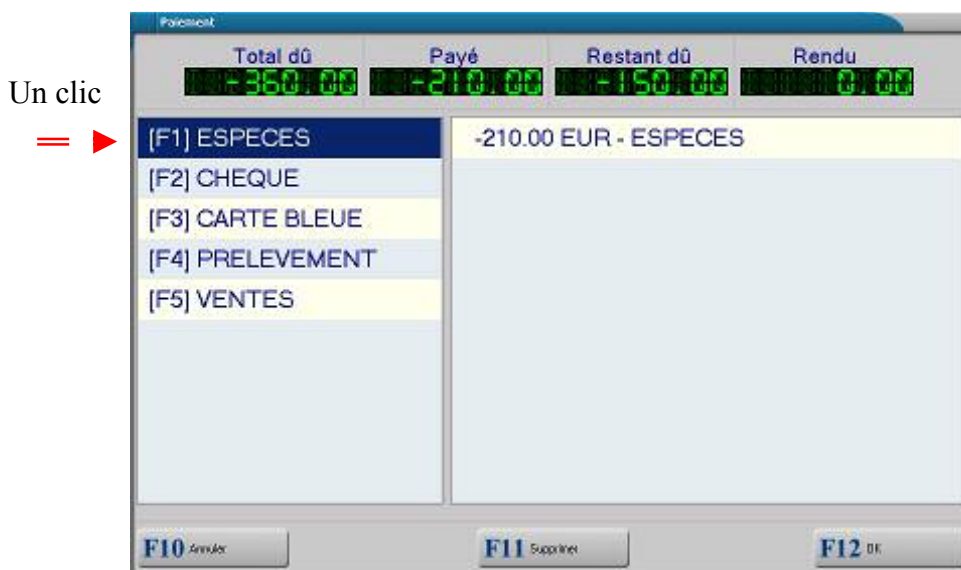 Paiement
Total dû Payé Restant dû Rendu
-360.00 -210.00 -150.00 0.00
Un clic
[F1] ESPECES -210.00 EUR - ESPECES
[F2] CHEQUE
[F3] CARTE BLEUE
[F4] PRELEVEMENT
[F5] VENTES
F10 Annuler F11 Supprimer F12 OK